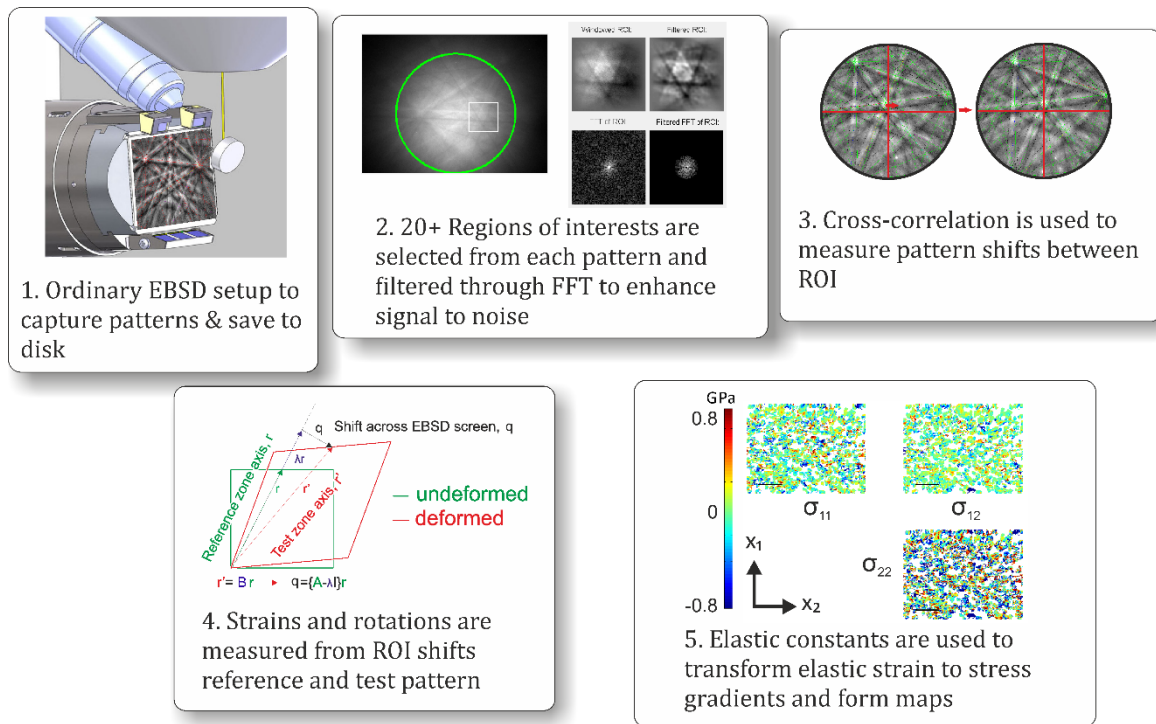 1. Ordinary EBSD setup to
capture patterns & save to
disk
Windowed ROI:
Filtered ROI:
FFT of ROI:
Filtered FFT of ROI:
2. 20+ Regions of interests are
selected from each pattern and
filtered through FFT to enhance
signal to noise
3. Cross-correlation is used to
measure pattern shifts between
ROI
q
Shift across EBSD screen, q
Reference zone axis, r
λr
r
r'
Test zone axis, r'
undeformed
deformed
r'= B r
q={A-λI}r
4. Strains and rotations are
measured from ROI shifts
reference and test pattern
GPa
0.8
0
-0.8
σ11
σ12
σ22
X1
X2
5. Elastic constants are used to
transform elastic strain to stress
gradients and form maps